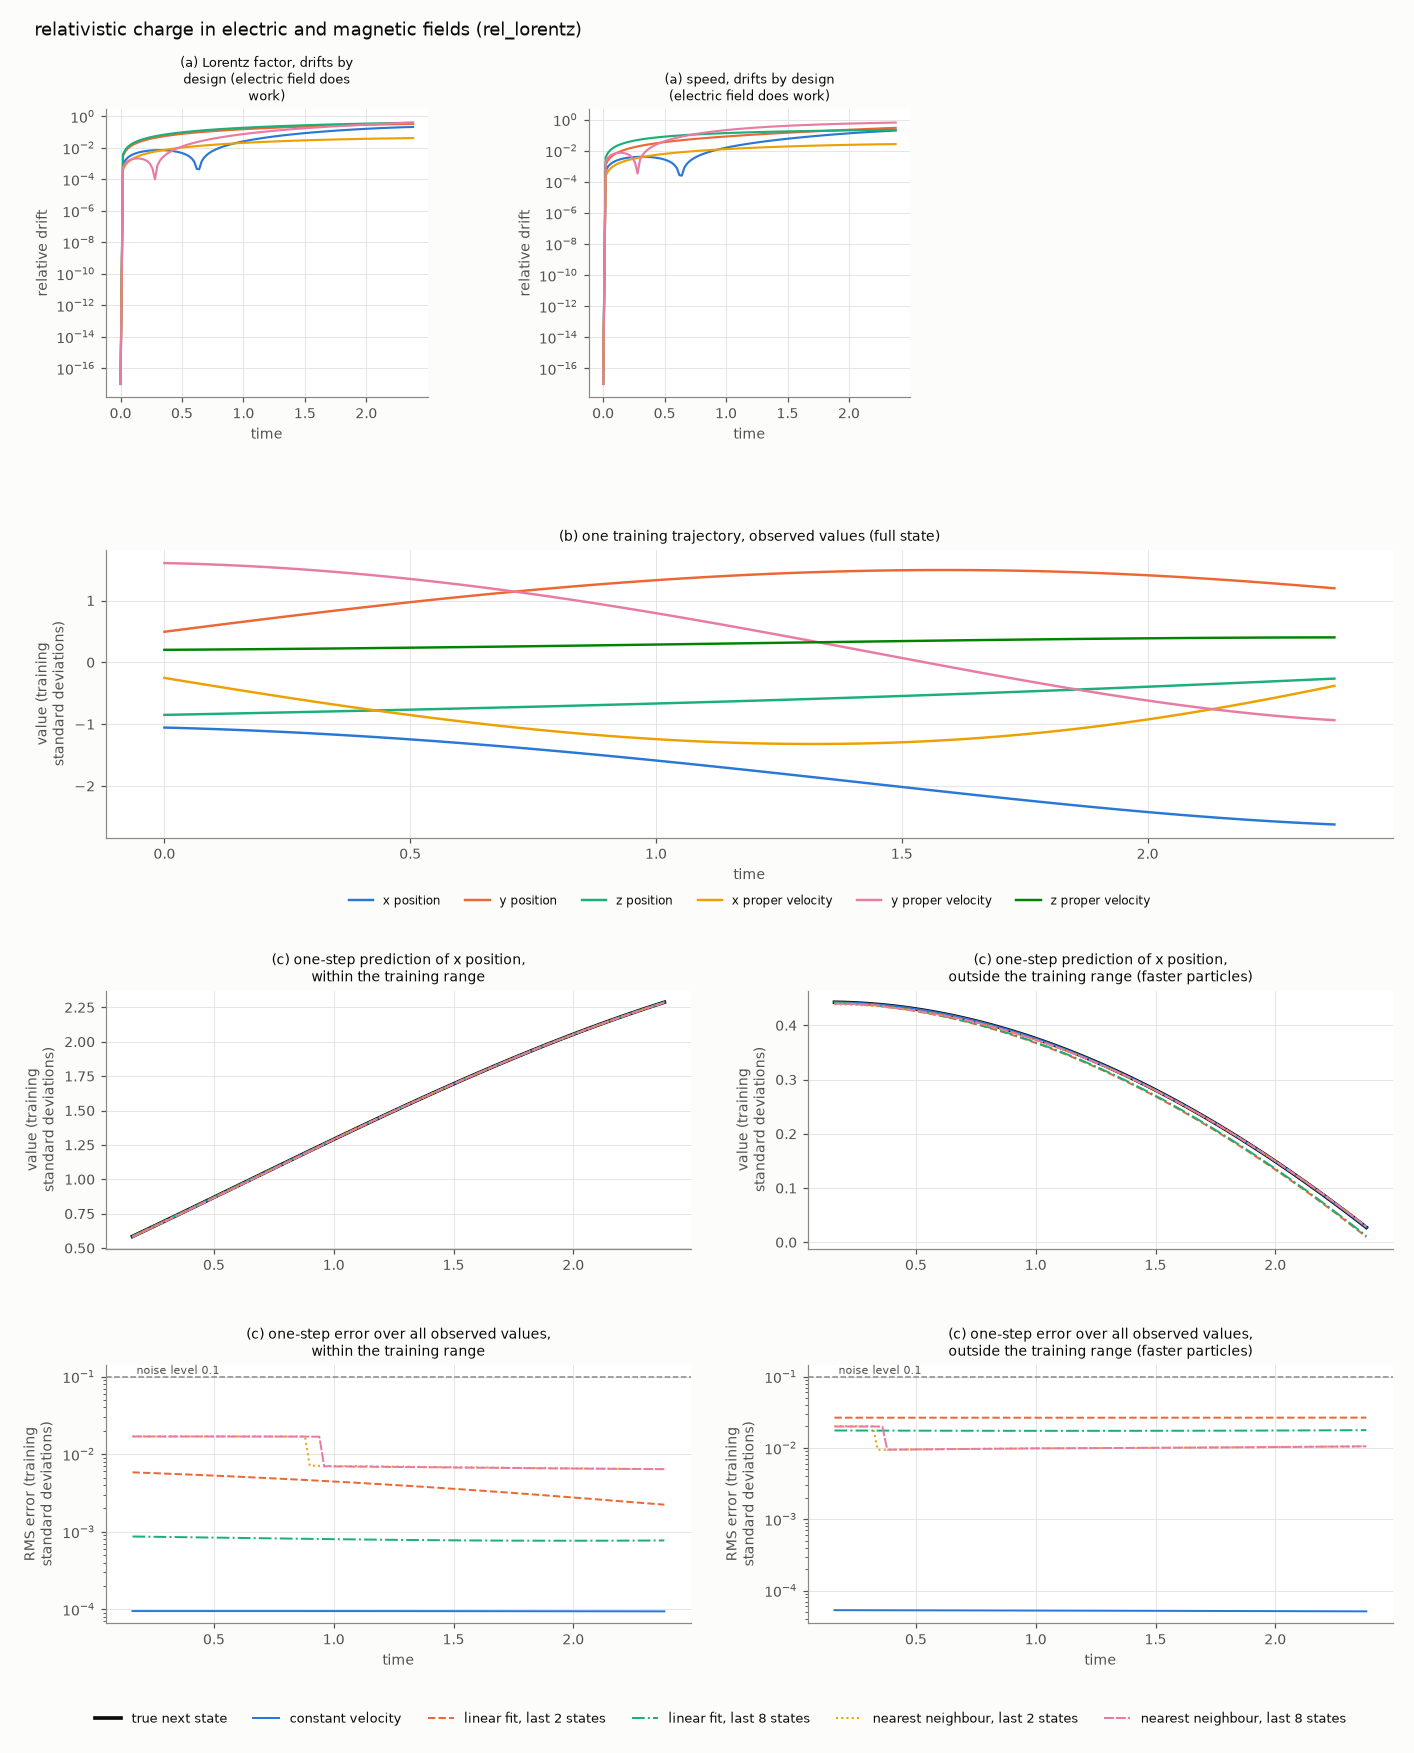 relativistic charge in electric and magnetic fields (rel_lorentz)
(a) Lorentz factor, drifts by
design (electric field does
work)
relative drift
10⁰
10⁻²
10⁻⁴
10⁻⁶
10⁻⁸
10⁻¹⁰
10⁻¹²
10⁻¹⁴
10⁻¹⁶
0.0 0.5 1.0 1.5 2.0
time
(a) speed, drifts by design
(electric field does work)
relative drift
10⁰
10⁻²
10⁻⁴
10⁻⁶
10⁻⁸
10⁻¹⁰
10⁻¹²
10⁻¹⁴
10⁻¹⁶
0.0 0.5 1.0 1.5 2.0
time
(b) one training trajectory, observed values (full state)
value (training
standard deviations)
1
0
−1
−2
0.0 0.5 1.0 1.5 2.0
time
x position y position z position x proper velocity y proper velocity z proper velocity
(c) one-step prediction of x position,
within the training range
value (training
standard deviations)
2.25
2.00
1.75
1.50
1.25
1.00
0.75
0.50
0.5 1.0 1.5 2.0
(c) one-step prediction of x position,
outside the training range (faster particles)
value (training
standard deviations)
0.4
0.3
0.2
0.1
0.0
0.5 1.0 1.5 2.0
(c) one-step error over all observed values,
within the training range
RMS error (training
standard deviations)
noise level 0.1
10⁻¹
10⁻²
10⁻³
10⁻⁴
0.5 1.0 1.5 2.0
time
(c) one-step error over all observed values,
outside the training range (faster particles)
RMS error (training
standard deviations)
noise level 0.1
10⁻¹
10⁻²
10⁻³
10⁻⁴
0.5 1.0 1.5 2.0
time
true next state constant velocity linear fit, last 2 states linear fit, last 8 states nearest neighbour, last 2 states nearest neighbour, last 8 states